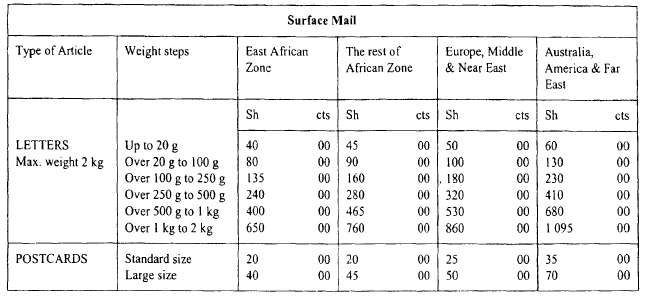 Surface Mail
Type of Article Weight steps East African Zone The rest of African Zone Europe, Middle & Near East Australia, America & Far East
Sh cts Sh cts Sh cts Sh cts
LETTERS Up to 20 g 40 00 45 00 50 00 60 00
Max. weight 2 kg Over 20 g to 100 g 80 00 90 00 100 00 130 00
Over 100 g to 250 g 135 00 160 00 180 00 230 00
Over 250 g to 500 g 240 00 280 00 320 00 410 00
Over 500 g to 1 kg 400 00 465 00 530 00 680 00
Over 1 kg to 2 kg 650 00 760 00 860 00 1 095 00
POSTCARDS Standard size 20 00 20 00 25 00 35 00
Large size 40 00 45 00 50 00 70 00